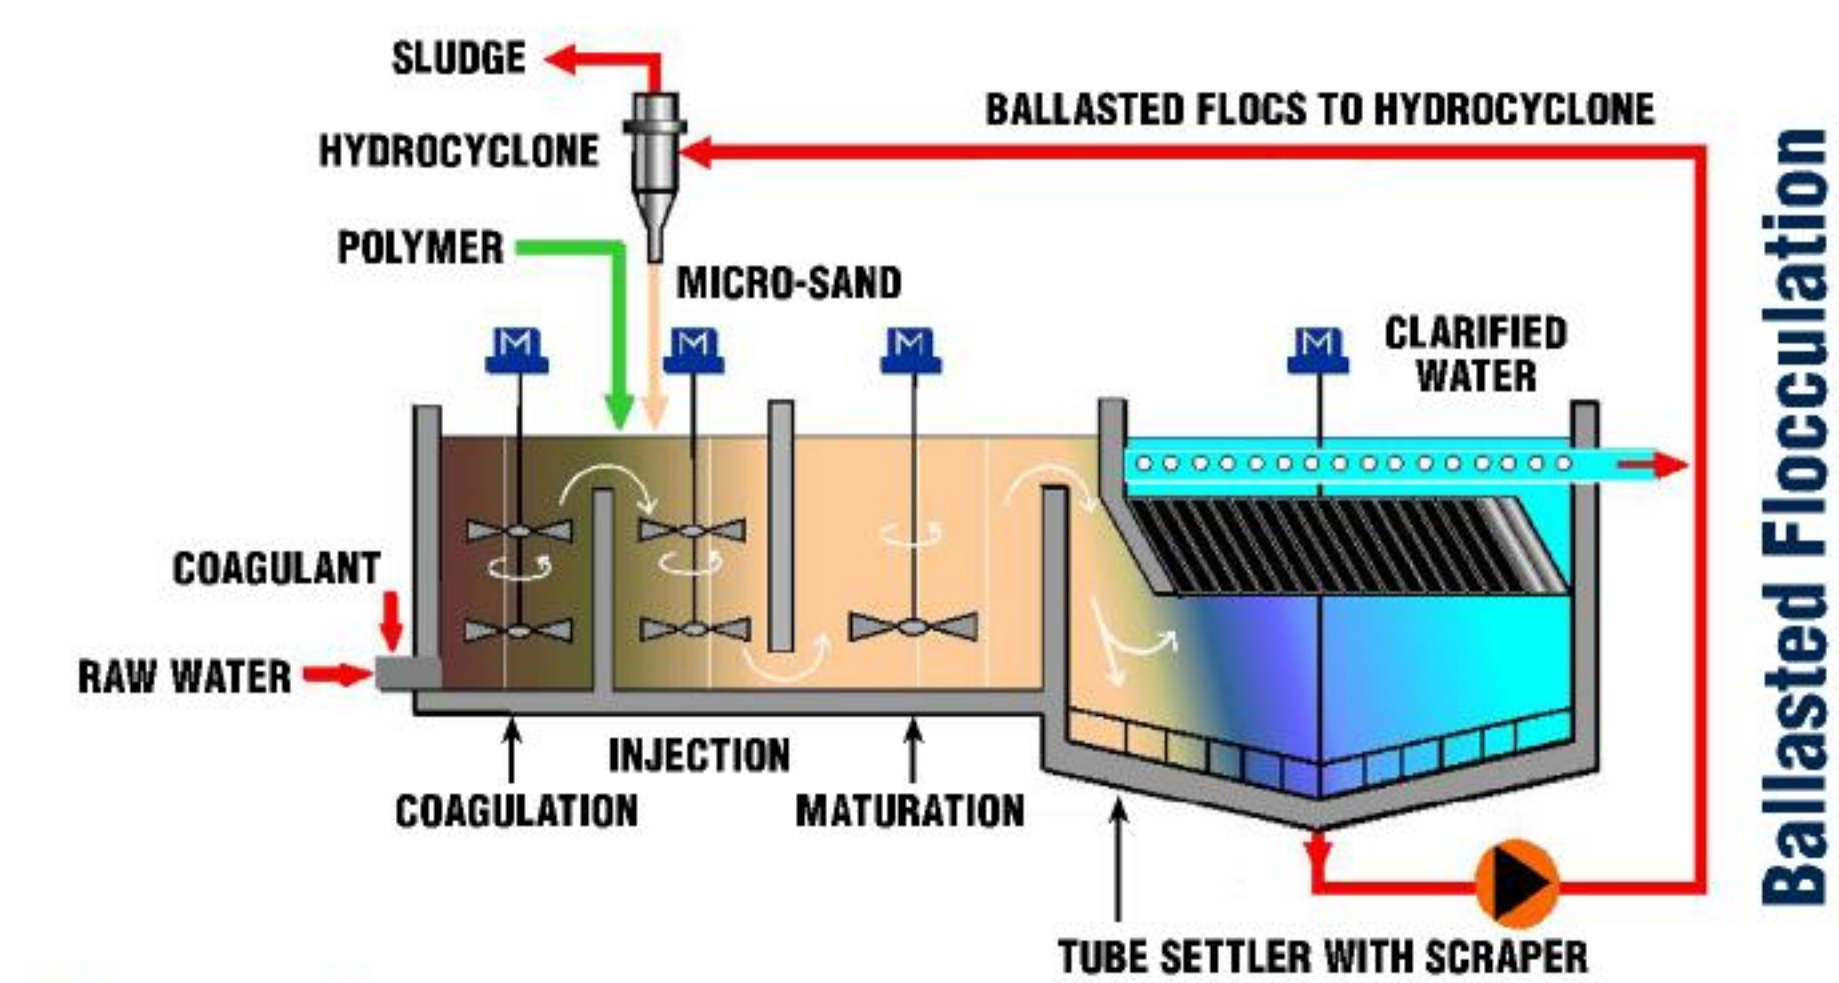 SLUDGE
BALLASTED FLOCS TO HYDROCYCLONE
HYDROCYCLONE
POLYMER
MICRO-SAND
M
M
M
M
CLARIFIED
WATER
COAGULANT
RAW WATER
INJECTION
COAGULATION
MATURATION
TUBE SETTLER WITH SCRAPER
Ballasted Flocculation